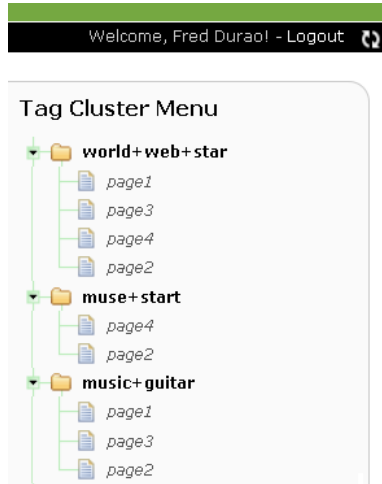 Welcome, Fred Durao! - Logout
Tag Cluster Menu
world+web+star
page1
page3
page4
page2
muse+start
page4
page2
music+guitar
page1
page3
page2